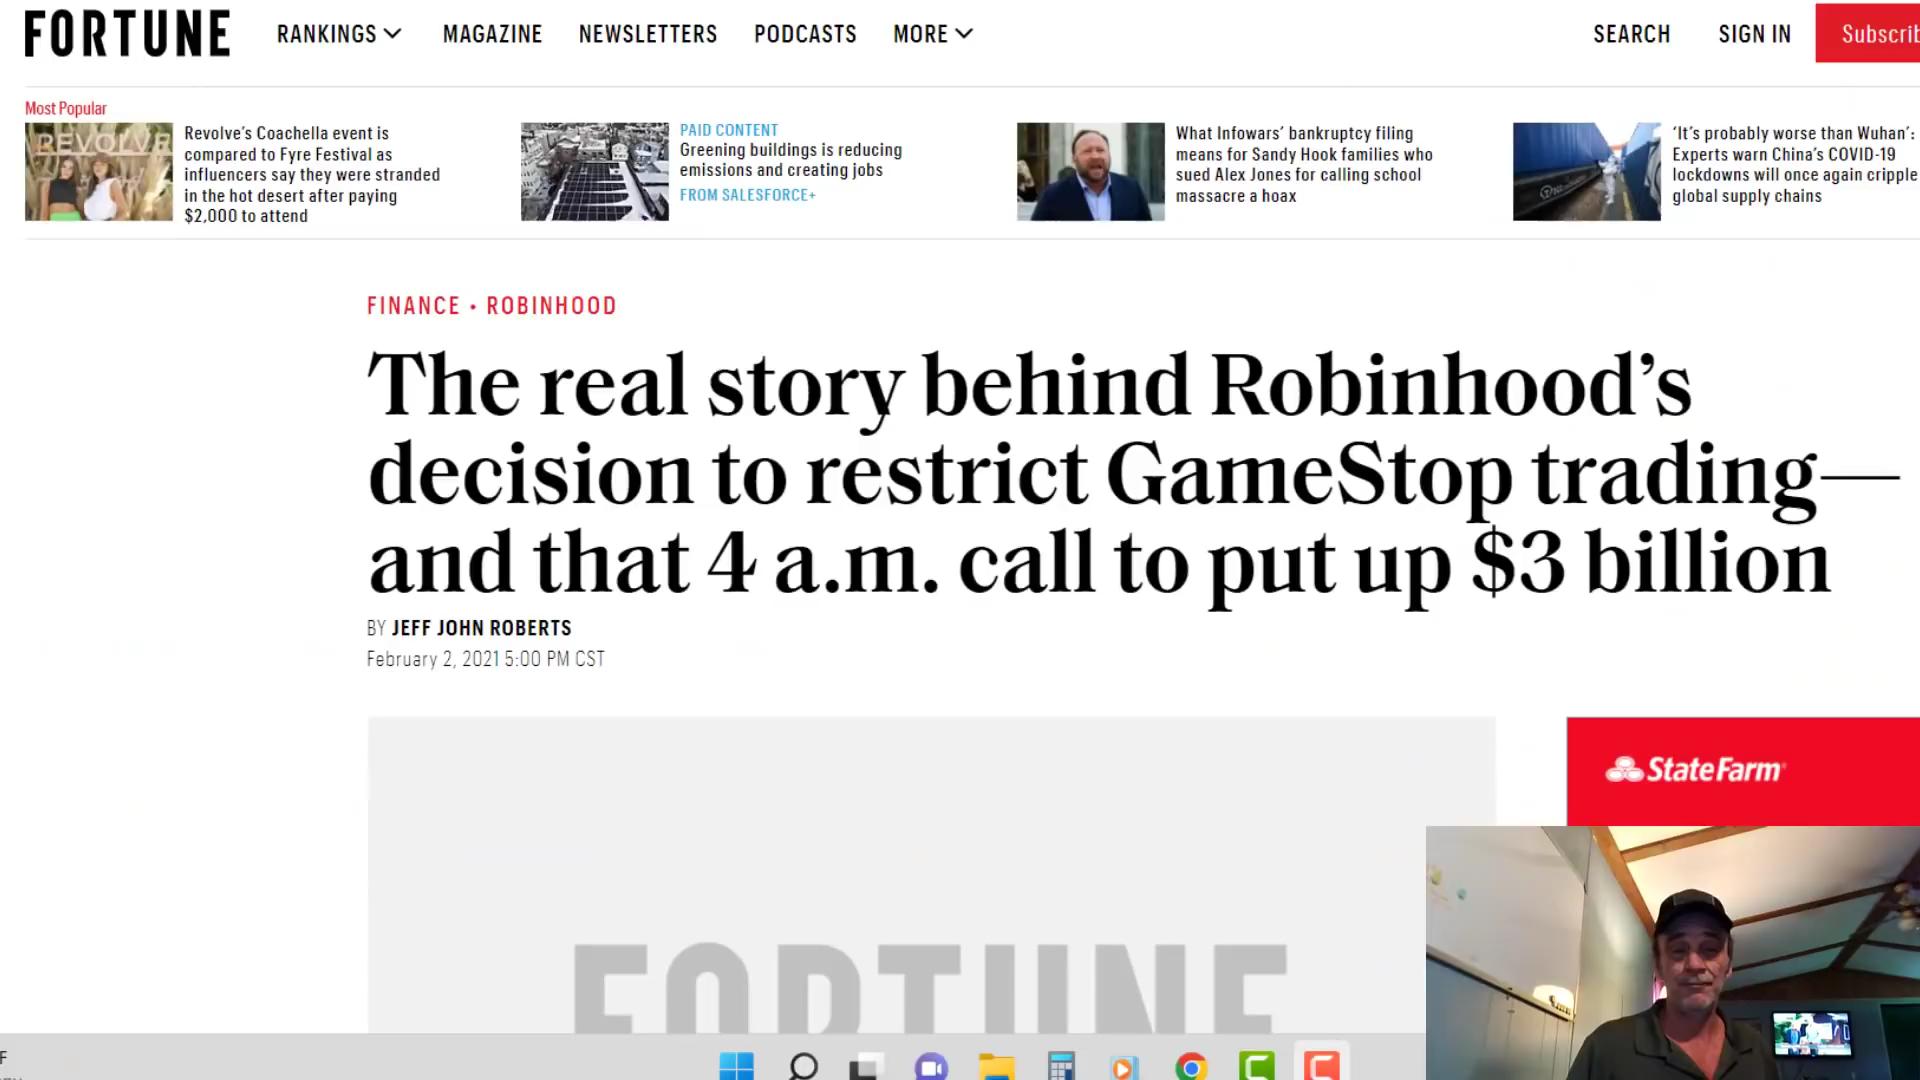 FORTUNE
RANKINGS
MAGAZINE
NEWSLETTERS
PODCASTS
MORE
SEARCH
SIGN IN
Subscrib
Most Popular
REVOLVE
Revolve's Coachella event is
compared to Fyre Festival as
influencers say they were stranded
in the hot desert after paying
$2,000 to attend
PAID CONTENT
Greening buildings is reducing
emissions and creating jobs
FROM SALESFORCE+
What Infowars' bankruptcy filing
means for Sandy Hook families who
sued Alex Jones for calling school
massacre a hoax
‘It's probably worse than Wuhan’:
Experts warn China's COVID-19
lockdowns will once again cripple
global supply chains
FINANCE • ROBINHOOD
The real story behind Robinhood’s
decision to restrict GameStop trading—
and that 4 a.m. call to put up $3 billion
BY JEFF JOHN ROBERTS
February 2, 2021 5:00 PM CST
StateFarm
FORTUNE
F